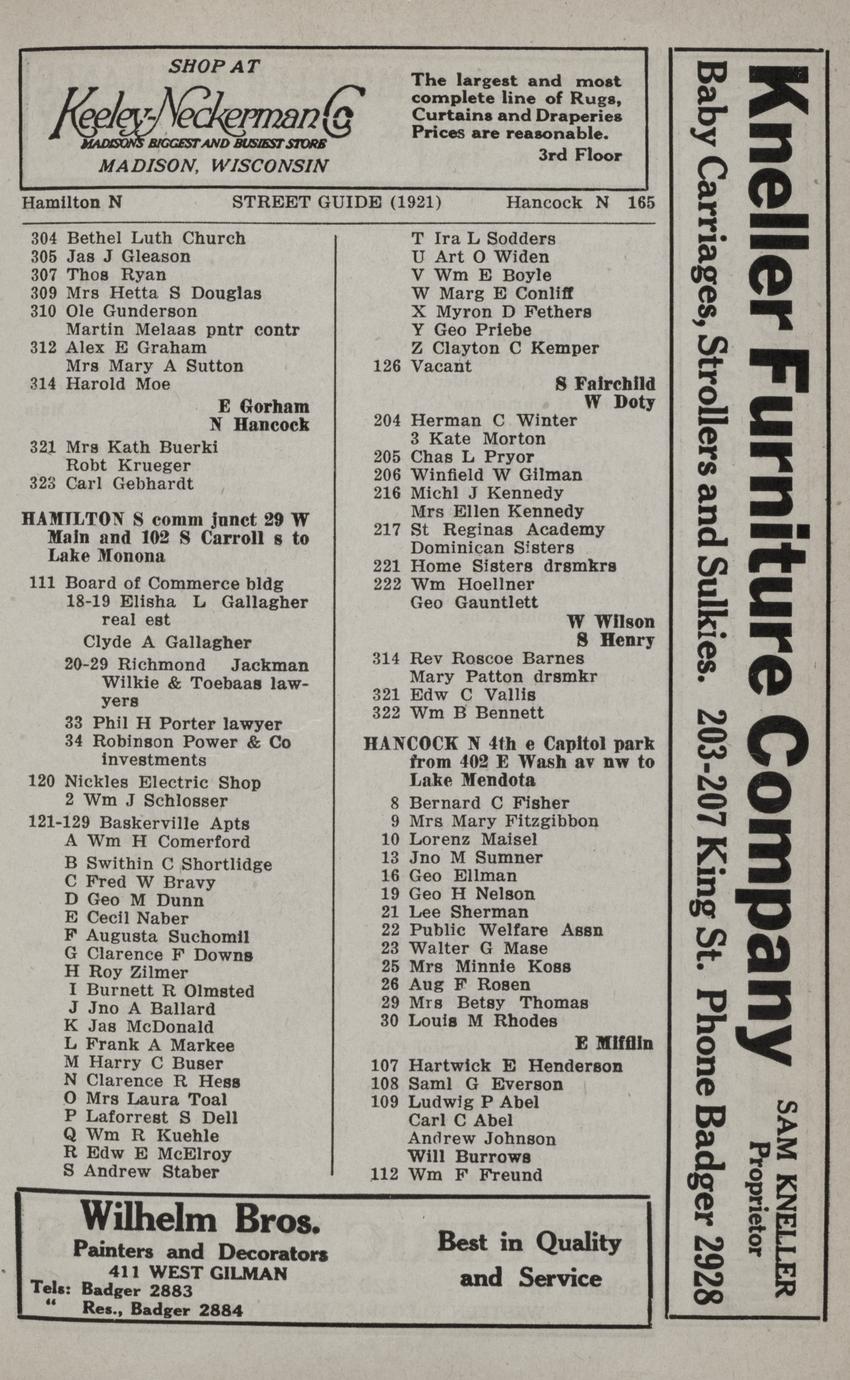 SHOP AT
Keeley-Neckerman Co
MADISON'S BIGGEST AND BUSIEST STORE
MADISON, WISCONSIN
The largest and most
complete line of Rugs,
Curtains and Draperies
Prices are reasonable.
3rd Floor
Hamilton N STREET GUIDE (1921) Hancock N 165
304 Bethel Luth Church
305 Jas J Gleason
307 Thos Ryan
309 Mrs Hetta S Douglas
310 Ole Gunderson
Martin Melaas pntr contr
312 Alex E Graham
Mrs Mary A Sutton
314 Harold Moe
E Gorham
N Hancock
321 Mrs Kath Buerki
Robt Krueger
323 Carl Gebhardt
HAMILTON S comm junct 29 W
Main and 102 S Carroll s to
Lake Monona
111 Board of Commerce bldg
18-19 Elisha L Gallagher
real est
Clyde A Gallagher
20-29 Richmond Jackman
Wilkie & Toebaas law-
yers
33 Phil H Porter lawyer
34 Robinson Power & Co
investments
120 Nickles Electric Shop
2 Wm J Schlosser
121-129 Baskerville Apts
A Wm H Comerford
B Swithin C Shortlidge
C Fred W Bravy
D Geo M Dunn
E Cecil Naber
F Augusta Suchomil
G Clarence F Downs
H Roy Zilmer
I Burnett R Olmsted
J Jno A Ballard
K Jas McDonald
L Frank A Markee
M Harry C Buser
N Clarence R Hess
O Mrs Laura Toal
P Laforrest S Dell
Q Wm R Kuehle
R Edw E McElroy
S Andrew Staber
T Ira L Sodders
U Art O Widen
V Wm E Boyle
W Marg E Conliff
X Myron D Fethers
Y Geo Priebe
Z Clayton C Kemper
126 Vacant
S Fairchild
W Doty
204 Herman C Winter
3 Kate Morton
205 Chas L Pryor
206 Winfield W Gilman
216 Michl J Kennedy
Mrs Ellen Kennedy
217 St Reginas Academy
Dominican Sisters
221 Home Sisters drsmkrs
222 Wm Hoellner
Geo Gauntlett
W Wilson
S Henry
314 Rev Roscoe Barnes
Mary Patton drsmkr
321 Edw C Vallis
322 Wm B Bennett
HANCOCK N 4th e Capitol park
from 402 E Wash av nw to
Lake Mendota
8 Bernard C Fisher
9 Mrs Mary Fitzgibbon
10 Lorenz Maisel
13 Jno M Sumner
16 Geo Ellman
19 Geo H Nelson
21 Lee Sherman
22 Public Welfare Assn
23 Walter G Mase
25 Mrs Minnie Koss
26 Aug F Rosen
29 Mrs Betsy Thomas
30 Louis M Rhodes
E Mifflin
107 Hartwick E Henderson
108 Saml G Everson
109 Ludwig P Abel
Carl C Abel
Andrew Johnson
Will Burrows
112 Wm F Freund
Wilhelm Bros.
Painters and Decorators
411 WEST GILMAN
Tels: Badger 2883
" Res., Badger 2884
Best in Quality
and Service
Kneller Furniture Company
SAM KNELLER
Proprietor
Baby Carriages, Strollers and Sulkies. 203-207 King St. Phone Badger 2928